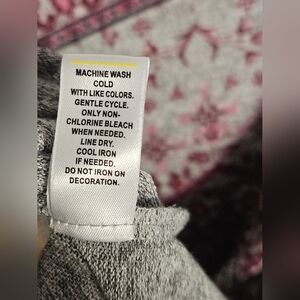 MACHINE WASH
COLD
WITH LIKE COLORS.
GENTLE CYCLE.
ONLY NON-
CHLORINE BLEACH
WHEN NEEDED.
LINE DRY.
COOL IRON
IF NEEDED.
DO NOT IRON ON
DECORATION.